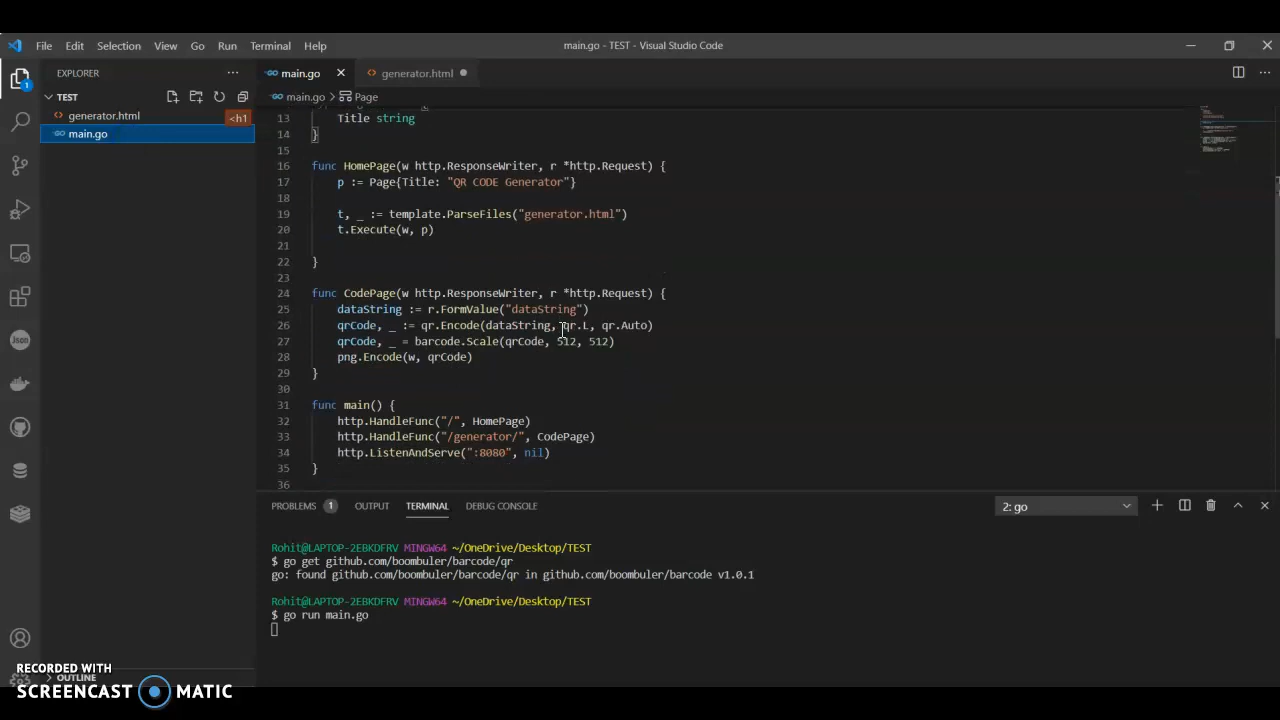 File Edit Selection View Go Run Terminal Help
main.go - TEST - Visual Studio Code
EXPLORER
main.go
generator.html
TEST
main.go
Page
generator.html
<h1
main.go
13 Title string
14 }
15
16 func HomePage(w http.ResponseWriter, r *http.Request) {
17 p := Page{Title: "QR CODE Generator"}
18
19 t, _ := template.ParseFiles("generator.html")
20 t.Execute(w, p)
21
22 }
23
24 func CodePage(w http.ResponseWriter, r *http.Request) {
25 dataString := r.FormValue("dataString")
26 qrCode, _ := qr.Encode(dataString, qr.L, qr.Auto)
27 qrCode, _ = barcode.Scale(qrCode, 512, 512)
28 png.Encode(w, qrCode)
29 }
30
31 func main() {
32 http.HandleFunc("/", HomePage)
33 http.HandleFunc("/generator/", CodePage)
34 http.ListenAndServe(":8080", nil)
35 }
36
PROBLEMS 1 OUTPUT TERMINAL DEBUG CONSOLE
2: go
Rohit@LAPTOP-2EBKDFRV MINGW64 ~/OneDrive/Desktop/TEST
$ go get github.com/boombuler/barcode/qr
go: found github.com/boombuler/barcode/qr in github.com/boombuler/barcode v1.0.1
Rohit@LAPTOP-2EBKDFRV MINGW64 ~/OneDrive/Desktop/TEST
$ go run main.go
OUTLINE
RECORDED WITH
SCREENCAST MATIC